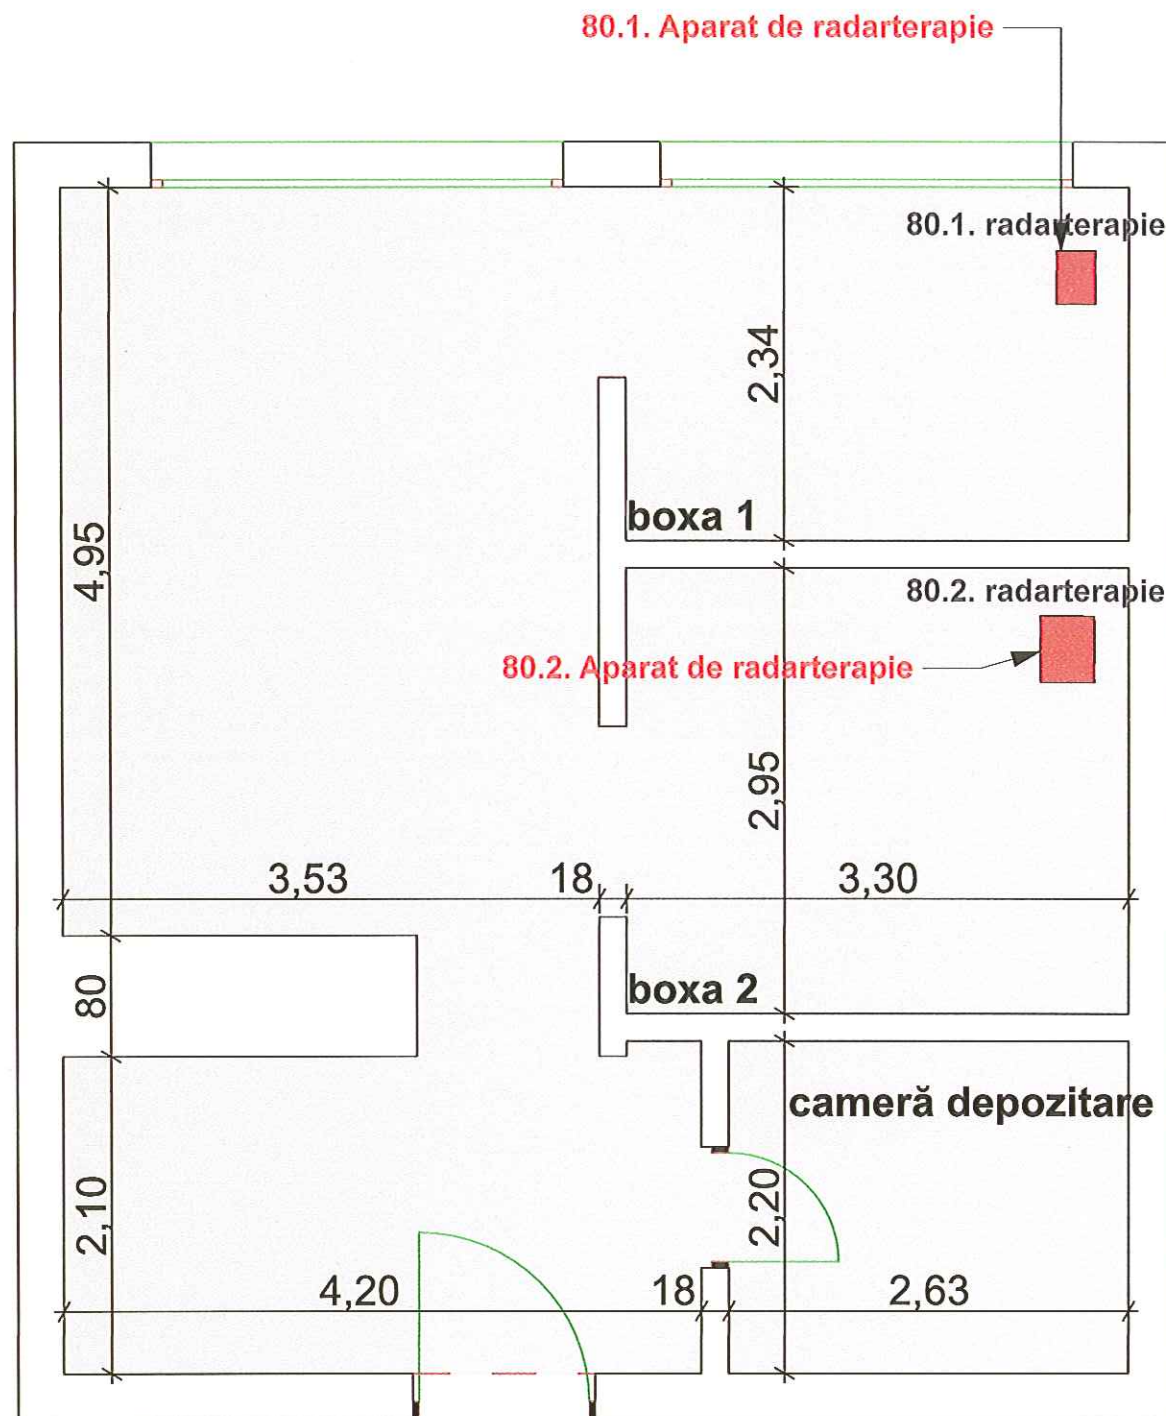 80.1. Aparat de radarterapie
80.1. radarterapie
2,34
4,95
boxa 1
80.2. radarterapie
80.2. Aparat de radarterapie
2,95
3,53
18
3,30
80
boxa 2
cameră depozitare
2,10
2,20
4,20
18
2,63